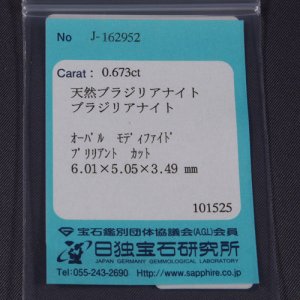 No J-162952
Carat : 0.673ct
天然ブラジリアナイト
ブラジリアナイト
ｵｰﾊﾞﾙ ﾓﾃﾞｨﾌｧｲﾄﾞ
ﾌﾞﾘﾘｱﾝﾄ ｶｯﾄ
6.01×5.05×3.49 mm
101525
宝石鑑別団体協議会(AGL)会員
日独宝石研究所
JAPAN GERMANY GEMMOLOGICAL LABORATORY
Tel : 055-243-2690 http://www.sapphire.co.jp